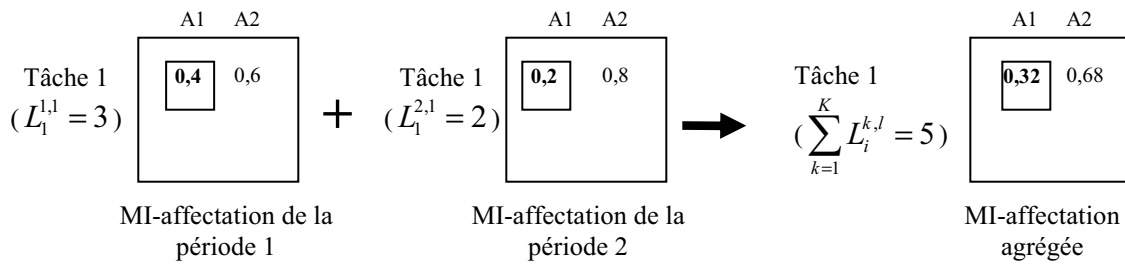 A1 A2 A1 A2 A1 A2
Tâche 1 0,4 0,6 Tâche 1 0,2 0,8 Tâche 1 0,32 0,68
(L_1^{1,1} = 3) + (L_1^{2,1} = 2) (\sum_{k=1}^{K} L_i^{k,l} = 5)
MI-affectation de la MI-affectation de la MI-affectation
période 1 période 2 agrégée